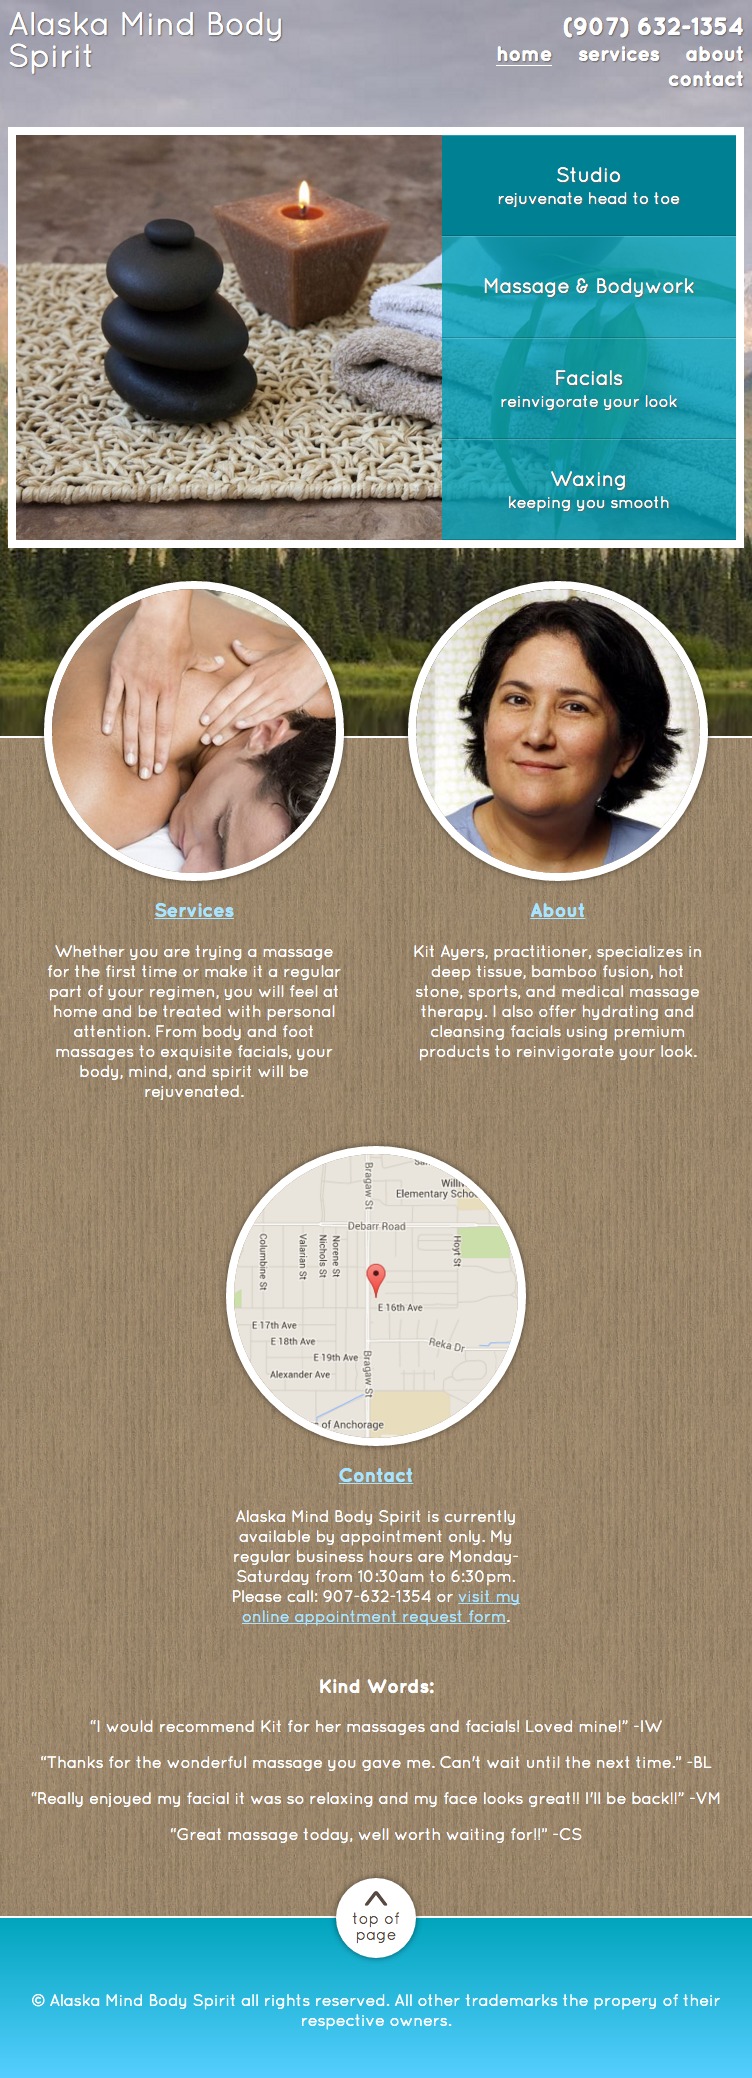 Alaska Mind Body
Spirit
(907) 632-1354
home services about
contact
Studio
rejuvenate head to toe
Massage & Bodywork
Facials
reinvigorate your look
Waxing
keeping you smooth
Services
Whether you are trying a massage
for the first time or make it a regular
part of your regimen, you will feel at
home and be treated with personal
attention. From body and foot
massages to exquisite facials, your
body, mind, and spirit will be
rejuvenated.
About
Kit Ayers, practitioner, specializes in
deep tissue, bamboo fusion, hot
stone, sports, and medical massage
therapy. I also offer hydrating and
cleansing facials using premium
products to reinvigorate your look.
Bragaw St
Elementary
Debarr Road
Columbine St
Valarian St
Nichols St
Norene St
Hoyt St
E 16th Ave
E 17th Ave
E 18th Ave
Reka Dr
E 19th Ave
Bragaw St
Alexander Ave
of Anchorage
Contact
Alaska Mind Body Spirit is currently
available by appointment only. My
regular business hours are Monday-
Saturday from 10:30am to 6:30pm.
Please call: 907-632-1354 or visit my
online appointment request form.
Kind Words:
“I would recommend Kit for her massages and facials! Loved mine!” -IW
“Thanks for the wonderful massage you gave me. Can't wait until the next time.” -BL
“Really enjoyed my facial it was so relaxing and my face looks great!! I'll be back!!” -VM
“Great massage today, well worth waiting for!!” -CS
top of
page
© Alaska Mind Body Spirit all rights reserved. All other trademarks the propery of their
respective owners.